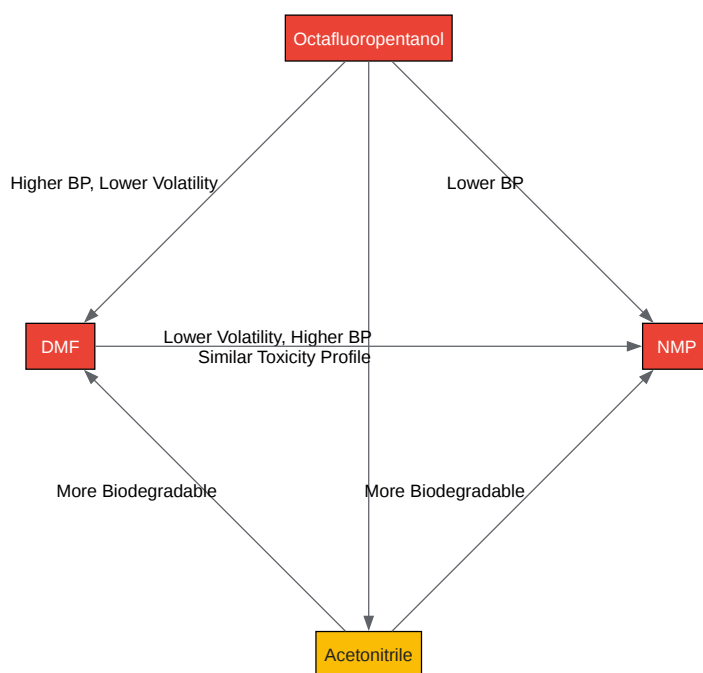 Octafluoropentanol
Higher BP, Lower Volatility
Lower BP
DMF
Lower Volatility, Higher BP
Similar Toxicity Profile
NMP
More Biodegradable
More Biodegradable
Acetonitrile